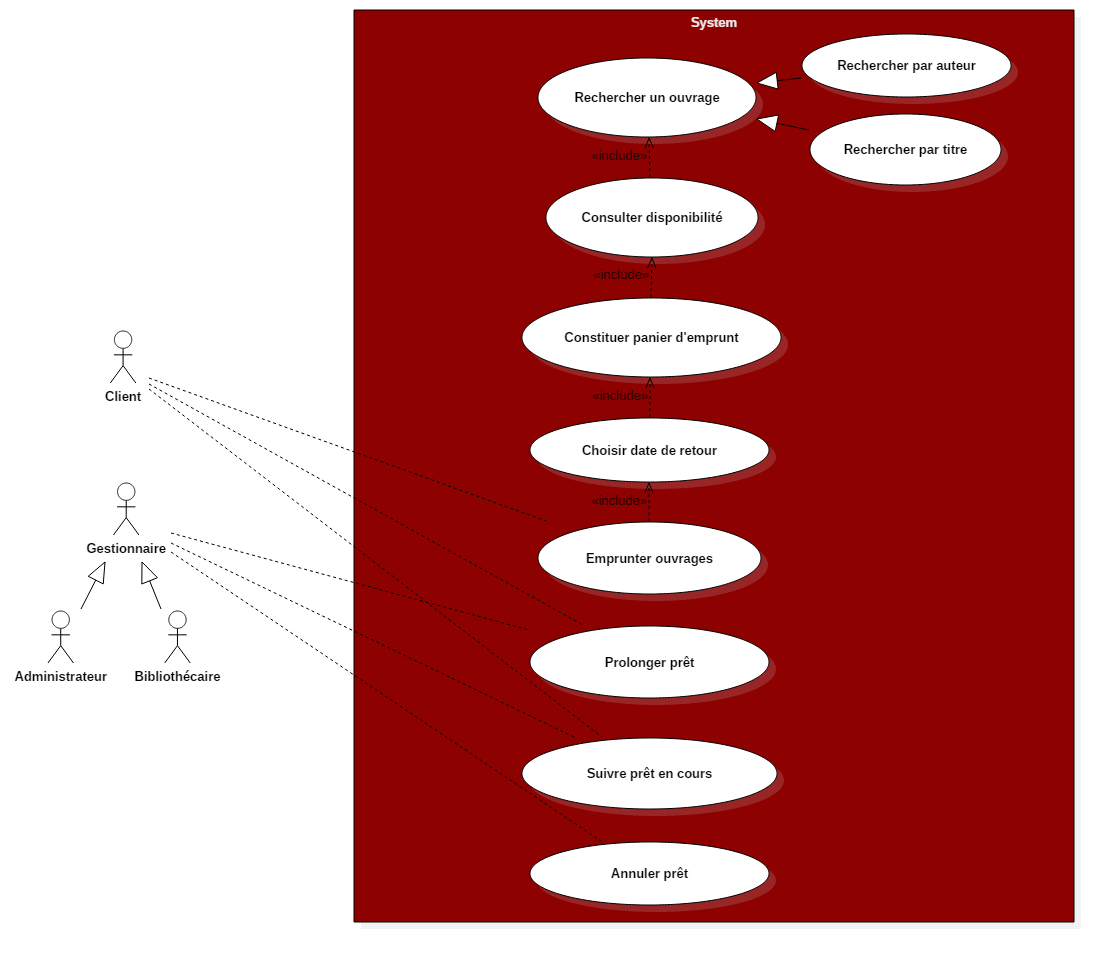 System
Rechercher par auteur
Rechercher un ouvrage
Rechercher par titre
«include»
Consulter disponibilité
«include»
Constituer panier d'emprunt
Client
«include»
Choisir date de retour
«include»
Gestionnaire
Emprunter ouvrages
Prolonger prêt
Administrateur
Bibliothécaire
Suivre prêt en cours
Annuler prêt